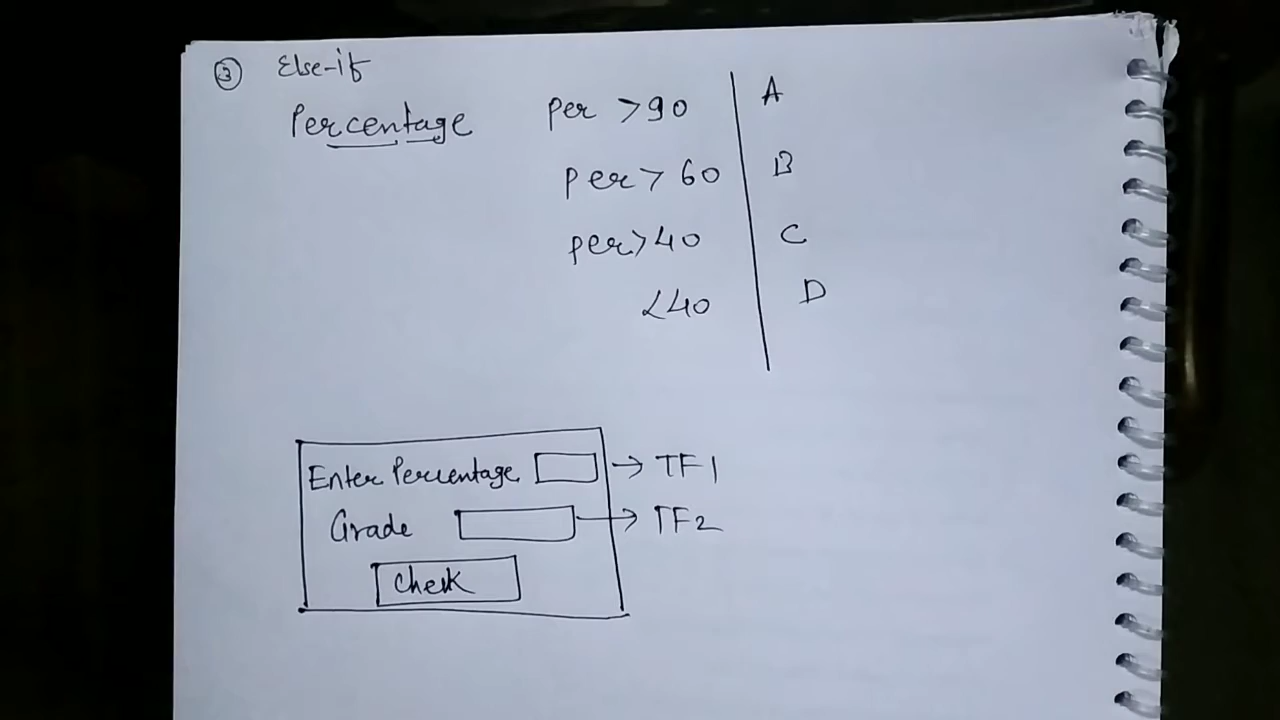 3 Else-if
Percentage per >90 A
per > 60 B
per>40 C
<40 D
Enter Percentage → TF1
Grade → TF2
Check